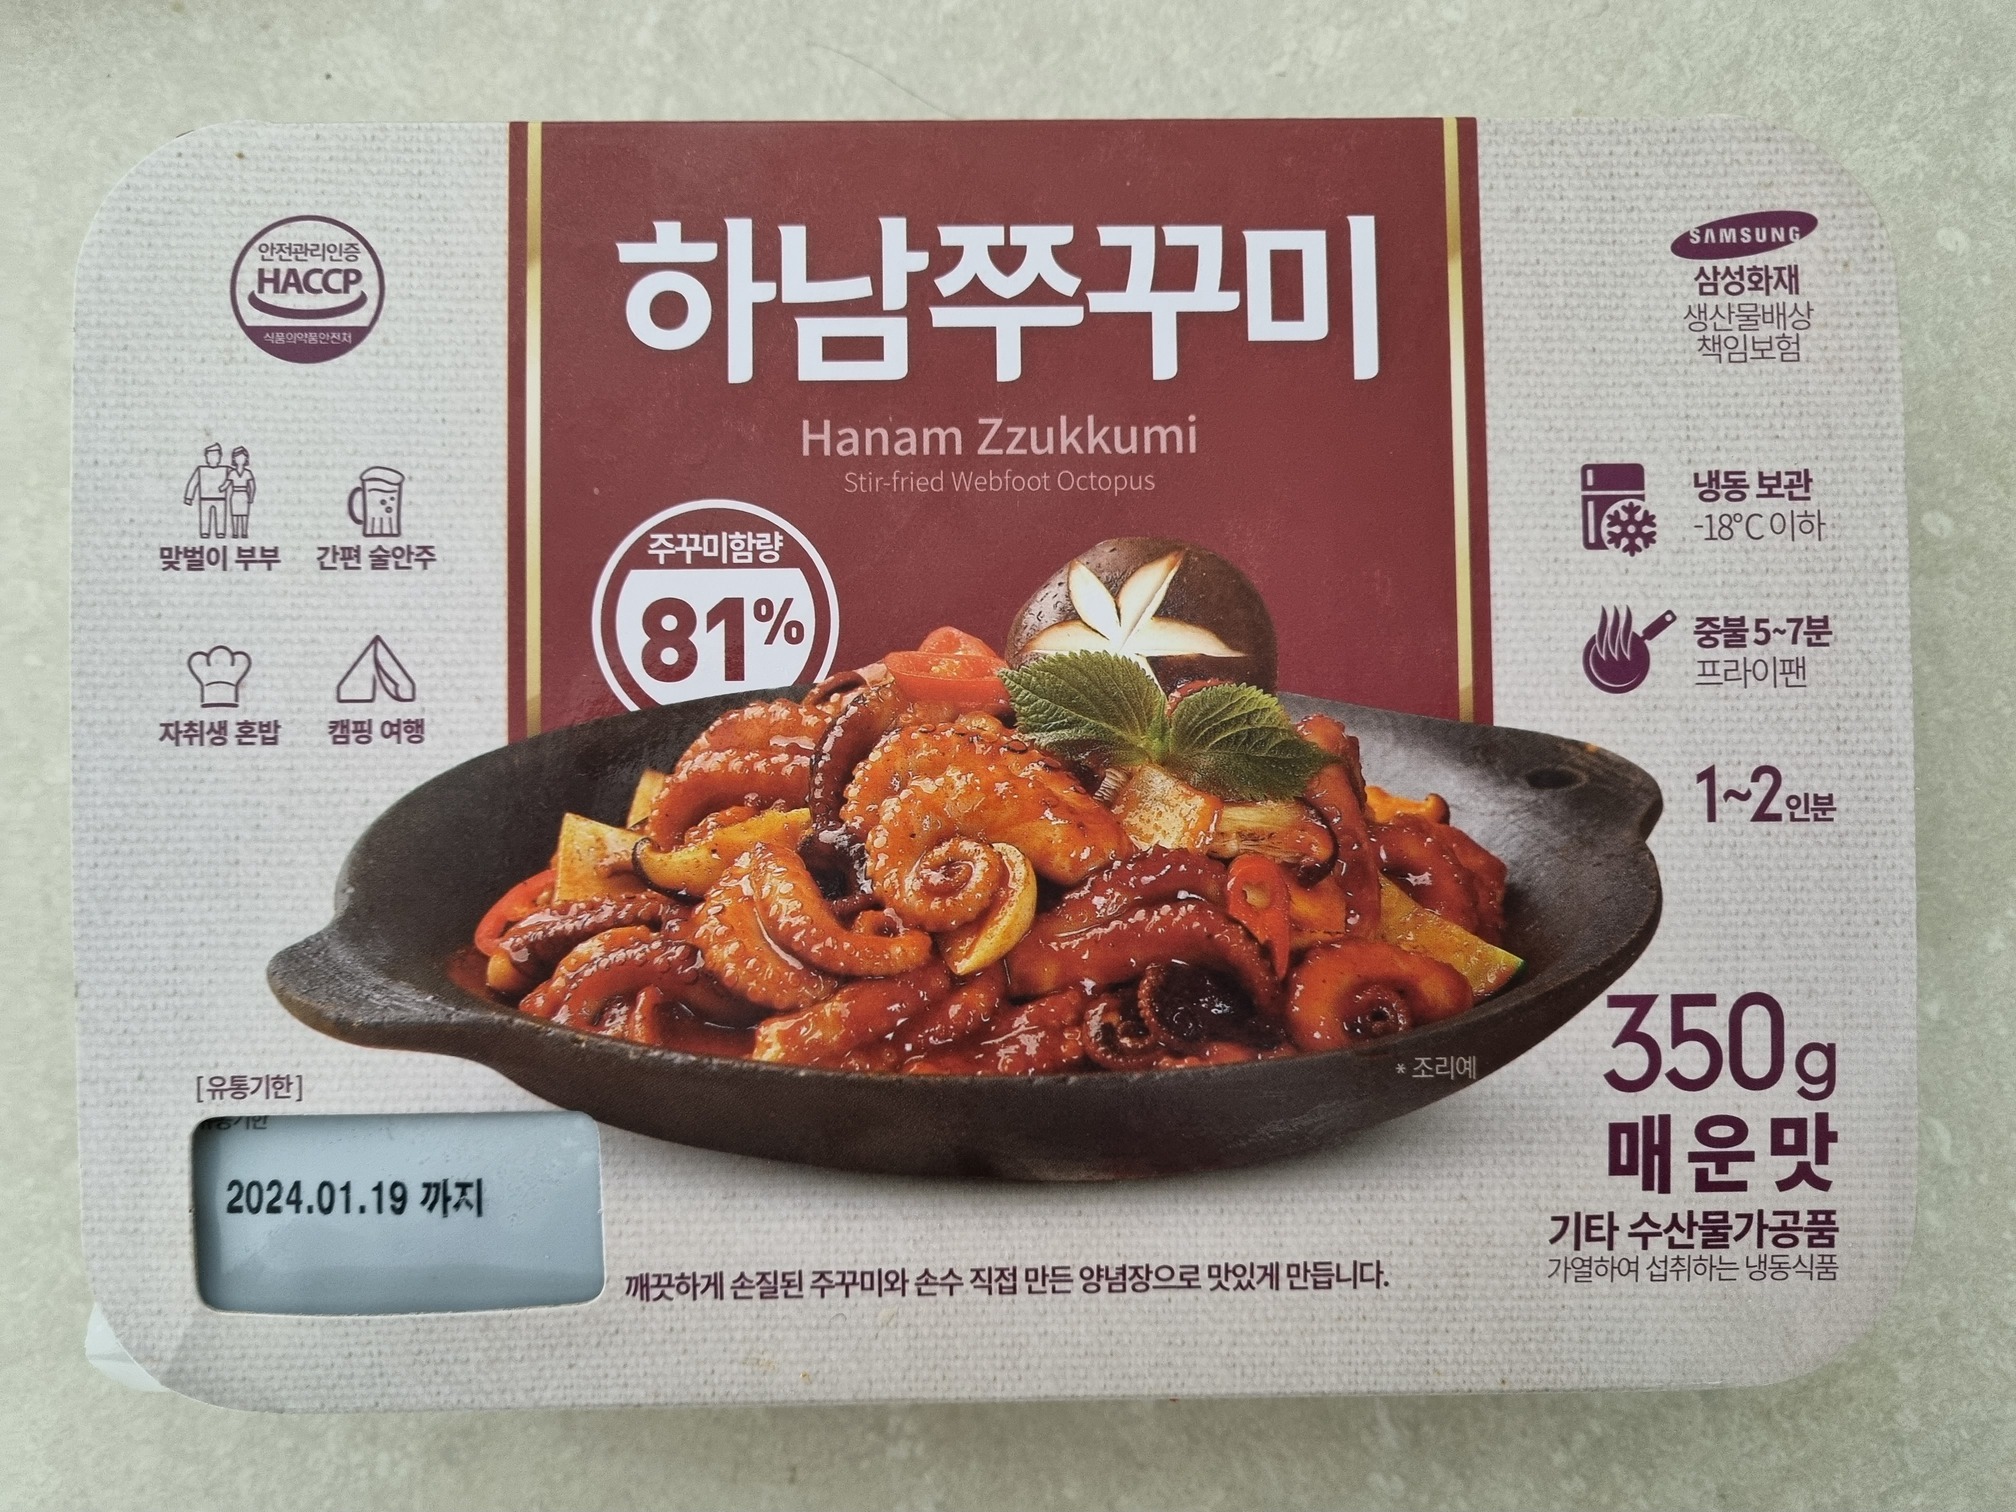 안전관리인증
HACCP
식품의약품안전처
하남쭈꾸미
Hanam Zzukkumi
Stir-fried Webfoot Octopus
SAMSUNG
삼성화재
생산물배상
책임보험
맞벌이 부부
간편 술안주
자취생 혼밥
캠핑 여행
주꾸미함량
81%
냉동 보관
-18°C 이하
중불 5~7분
프라이팬
1~2인분
* 조리예
350g
매운맛
기타 수산물가공품
가열하여 섭취하는 냉동식품
[유통기한]
유통기한
2024.01.19 까지
깨끗하게 손질된 주꾸미와 손수 직접 만든 양념장으로 맛있게 만듭니다.